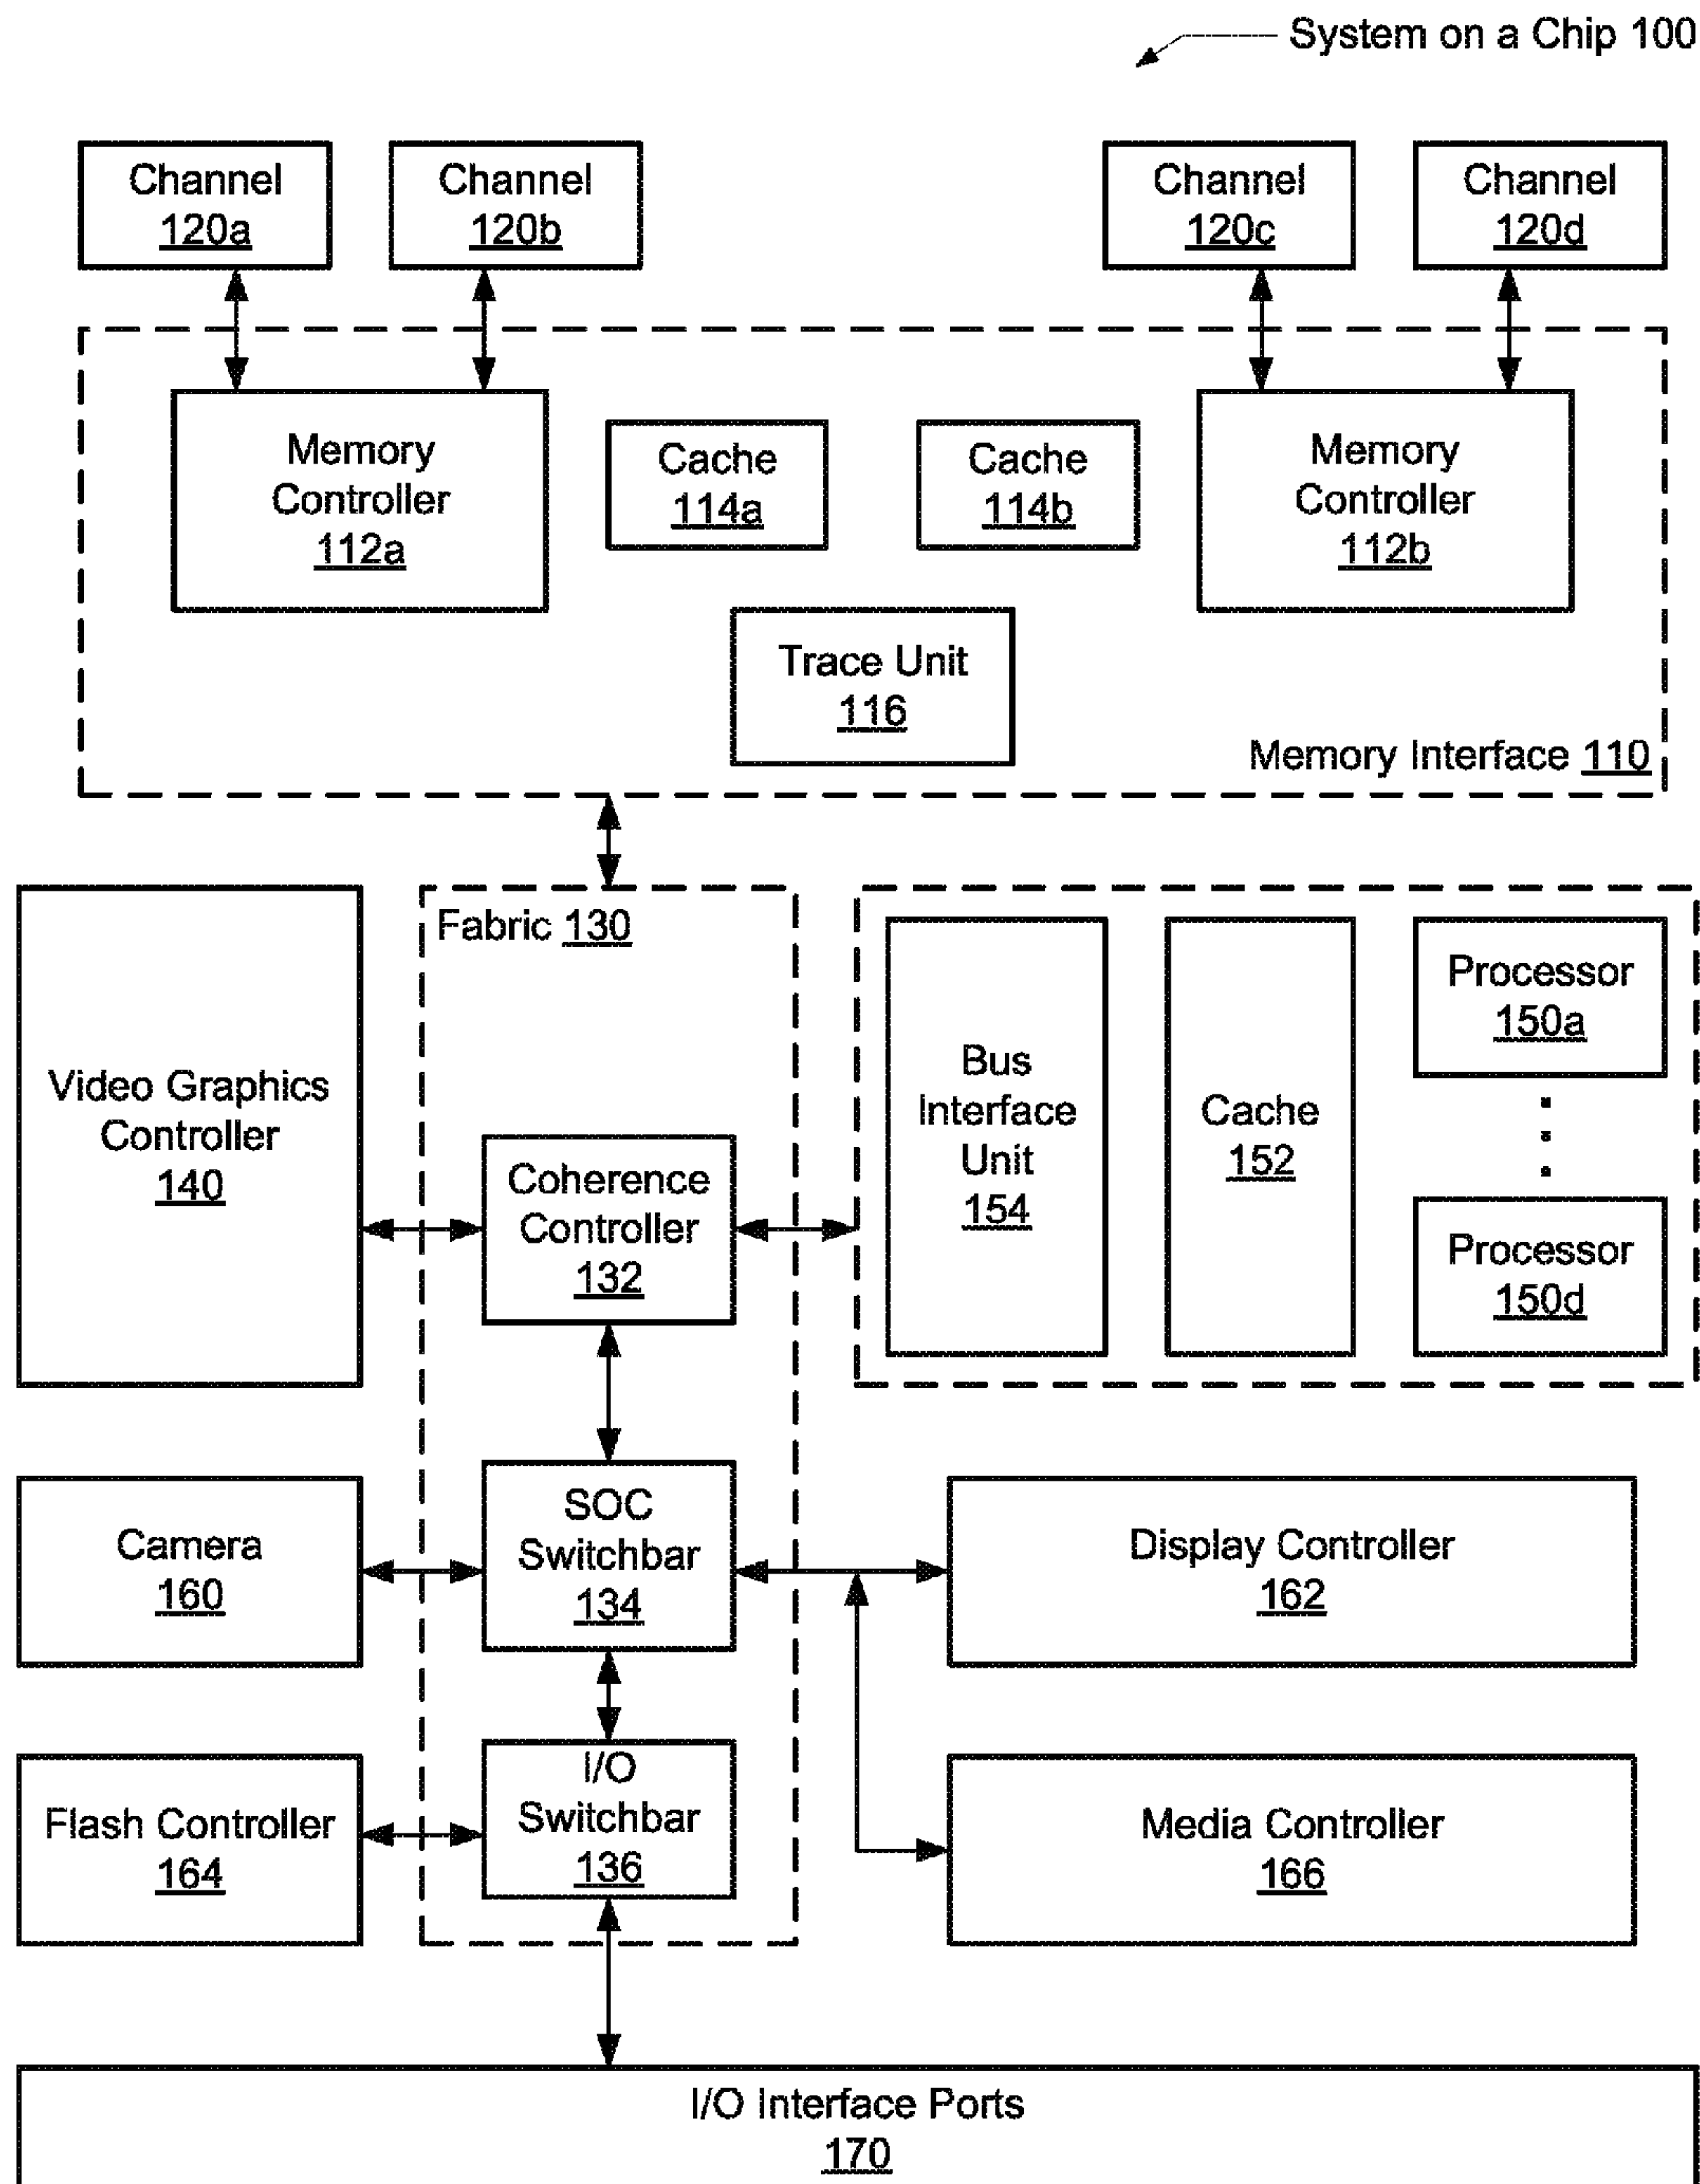 System on a Chip 100
Channel
120a
Channel
120b
Channel
120c
Channel
120d
Memory
Controller
112a
Cache
114a
Cache
114b
Memory
Controller
112b
Trace Unit
116
Memory Interface 110
Fabric 130
Video Graphics
Controller
140
Coherence
Controller
132
Bus
Interface
Unit
154
Cache
152
Processor
150a
Processor
150d
Camera
160
SOC
Switchbar
134
Display Controller
162
Flash Controller
164
I/O
Switchbar
136
Media Controller
166
I/O Interface Ports
170